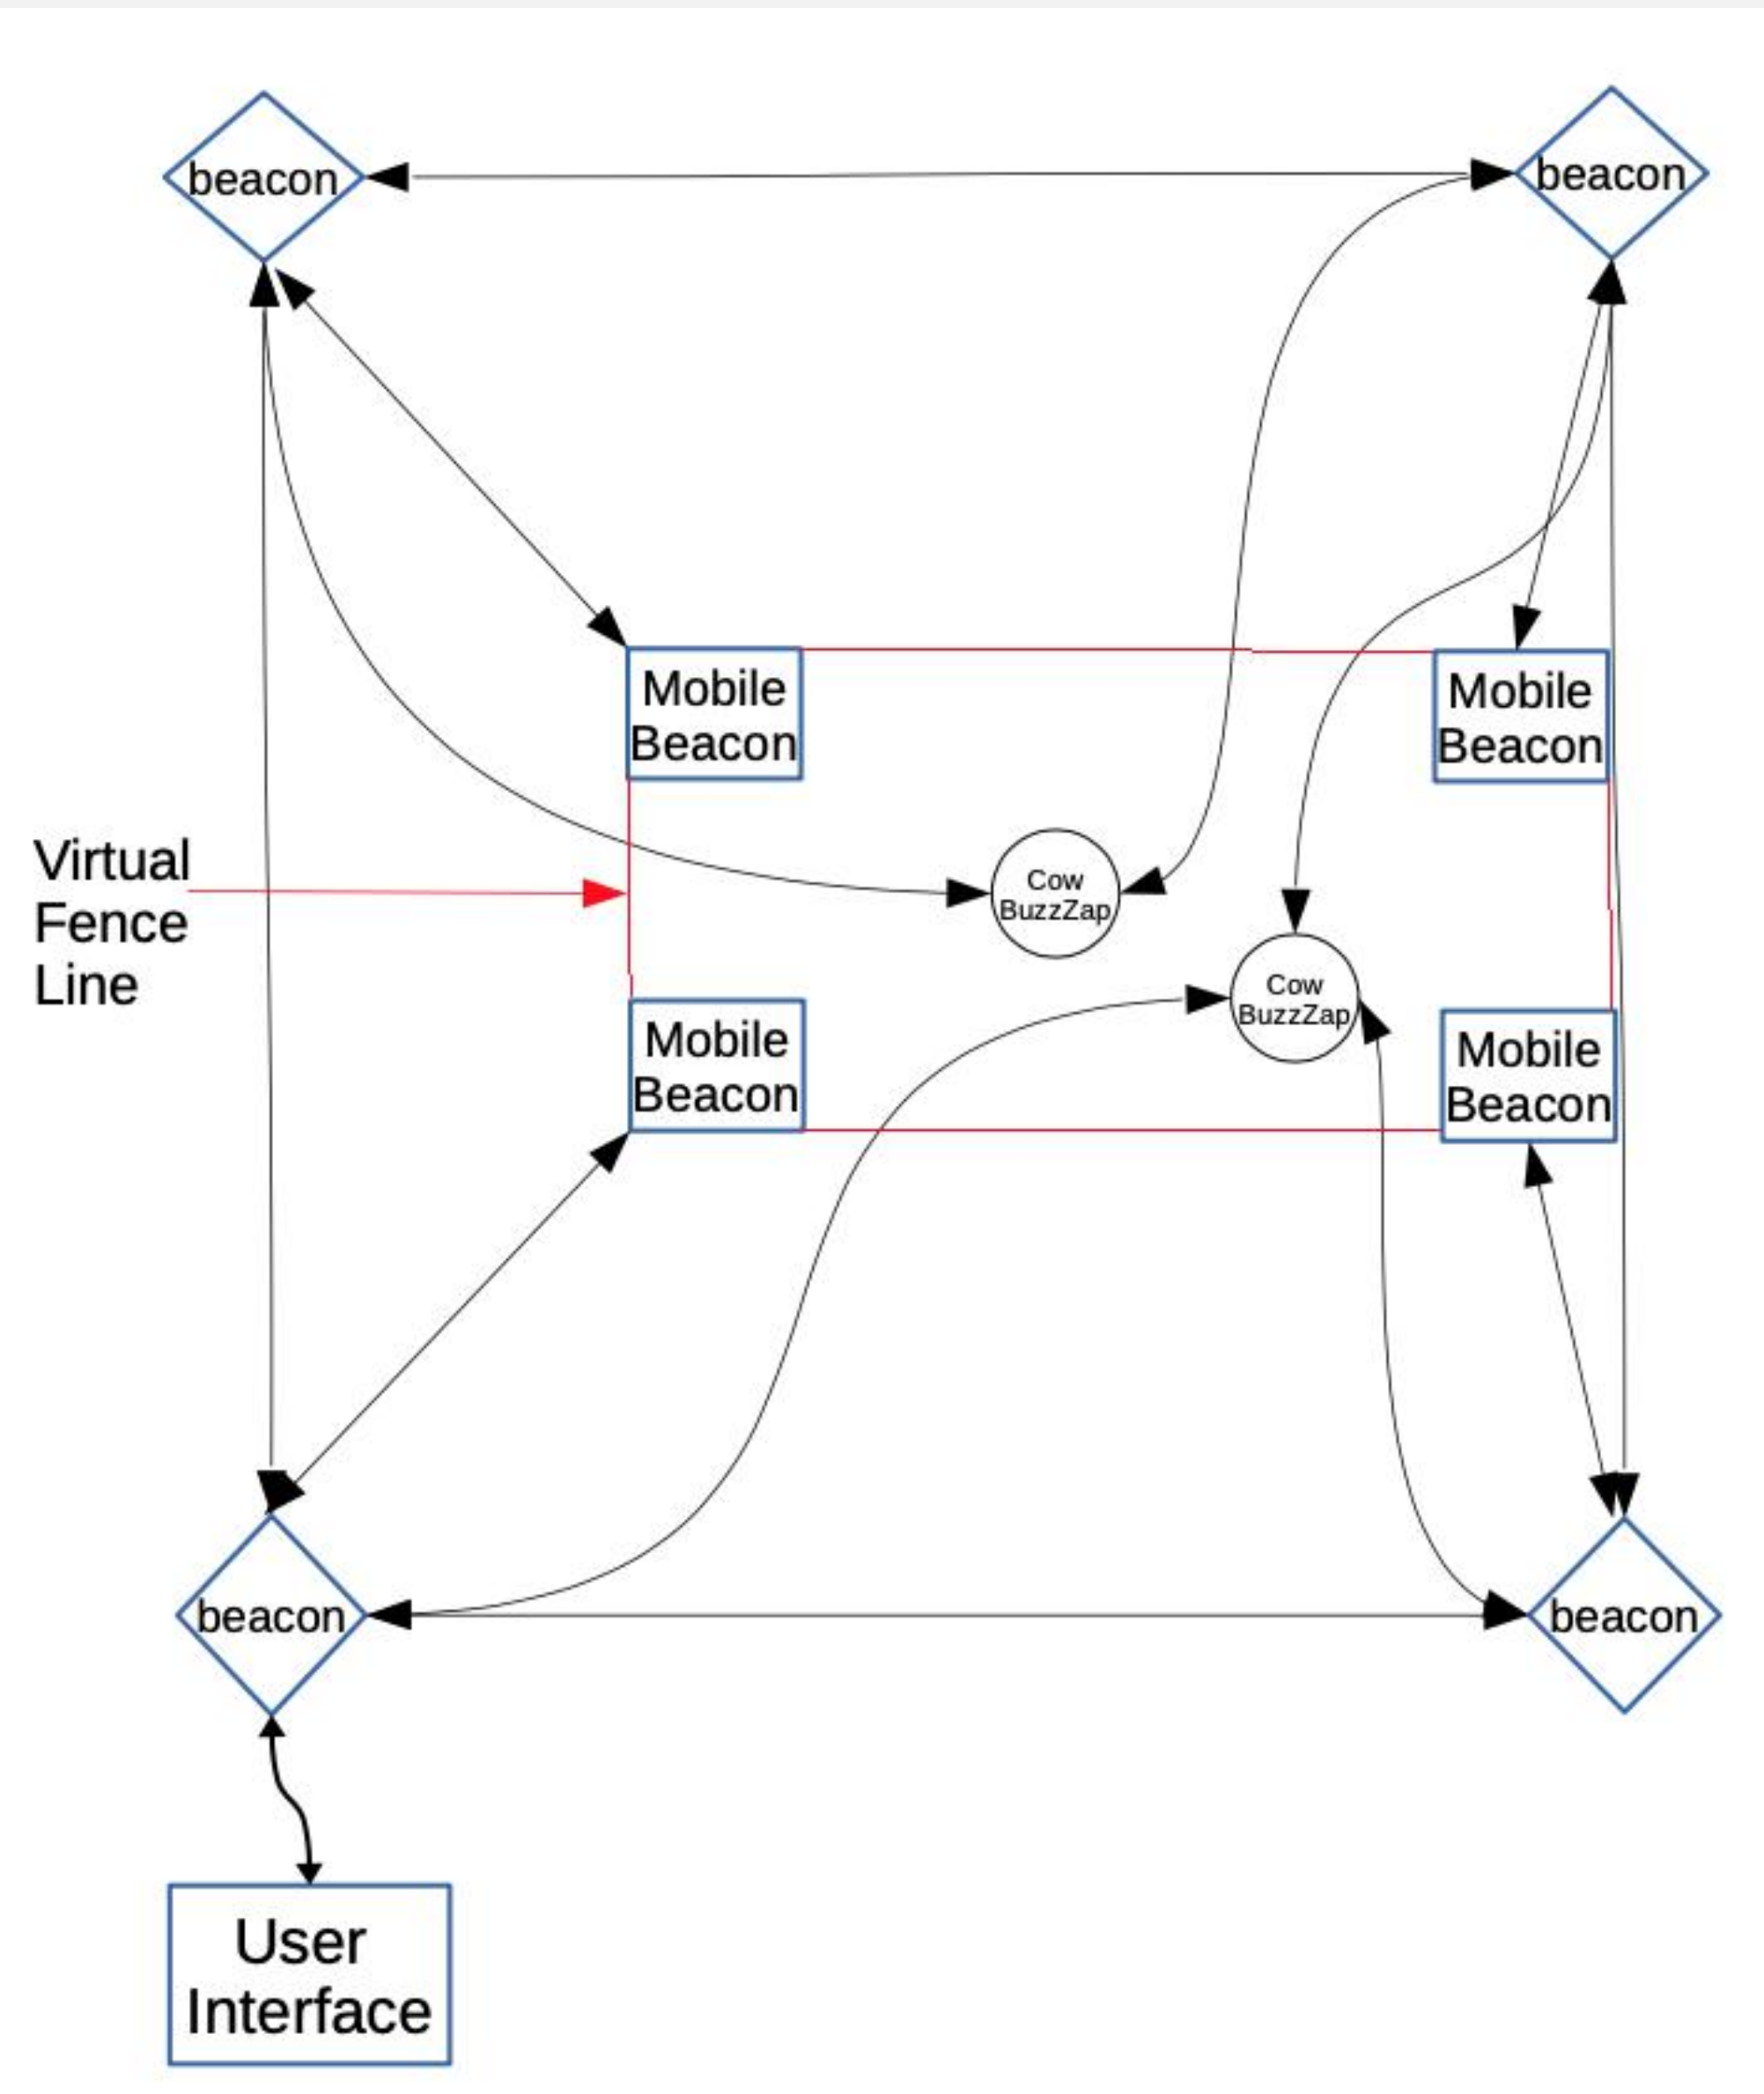 beacon
beacon
Mobile
Beacon
Mobile
Beacon
Virtual
Fence
Line
Cow
BuzzZap
Cow
BuzzZap
Mobile
Beacon
Mobile
Beacon
beacon
beacon
User
Interface